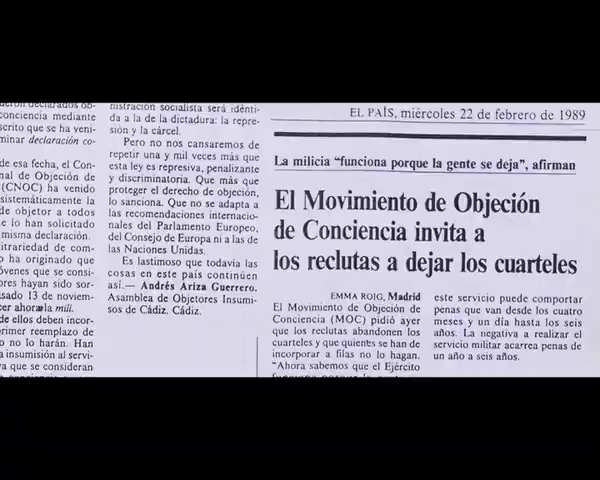 conciencia mediante
scrito que se ha veni-
minar declaración co-
de esa fecha, el Con-
nal de Objeción de
(CNOC) ha venido
sistemáticamente la
de objetor a todos
e lo han solicitado
misma declaración.
itrariedad de com-
o ha originado que
óvenes que se consi-
ores hayan sido sor-
sado 13 de noviem-
cer ahora la mili.
de ellos deben incor-
primer reemplazo de
o no lo harán. Han
a insumisión al servi-
ya que se consideran
nistración socialista será idénti-
da a la de la dictadura: la repre-
sión y la cárcel.
Pero no nos cansaremos de
repetir una y mil veces más que
esta ley es represiva, penalizante
y discriminatoria. Que más que
proteger el derecho de objeción,
lo sanciona. Que no se adapta a
las recomendaciones internacio-
nales del Parlamento Europeo,
del Consejo de Europa ni a las de
las Naciones Unidas.
Es lastimoso que todavía las
cosas en este país continúen
así.— Andrés Ariza Guerrero.
Asamblea de Objetores Insumi-
sos de Cádiz. Cádiz.
EL PAÍS, miércoles 22 de febrero de 1989
La milicia “funciona porque la gente se deja”, afirman
El Movimiento de Objeción
de Conciencia invita a
los reclutas a dejar los cuarteles
EMMA ROIG, Madrid
El Movimiento de Objeción de
Conciencia (MOC) pidió ayer
que los reclutas abandonen los
cuarteles y que quienes se han de
incorporar a filas no lo hagan.
“Ahora sabemos que el Ejército
este servicio puede comportar
penas que van desde los cuatro
meses y un día hasta los seis
años. La negativa a realizar el
servicio militar acarrea penas de
un año a seis años.